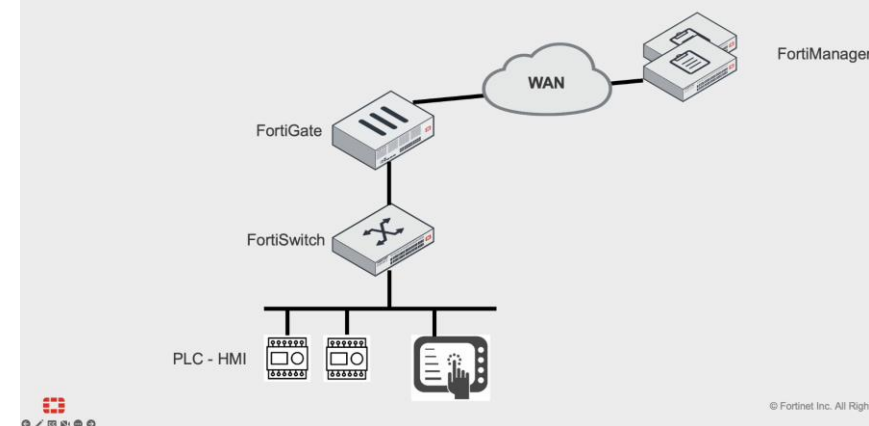 FortiManager
WAN
FortiGate
FortiSwitch
PLC - HMI
© Fortinet Inc. All Righ